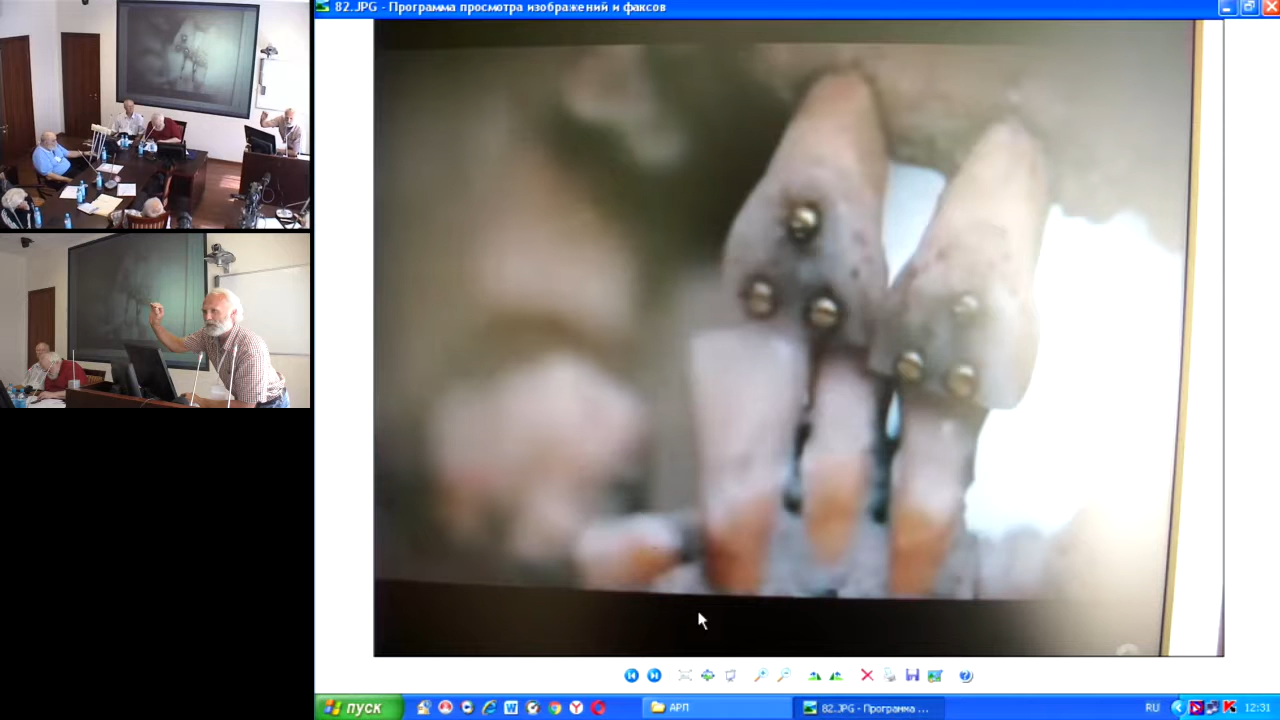 82.JPG - Программа просмотра изображений и факсов
пуск
АРП
82.JPG - Программа ...
RU
12:31